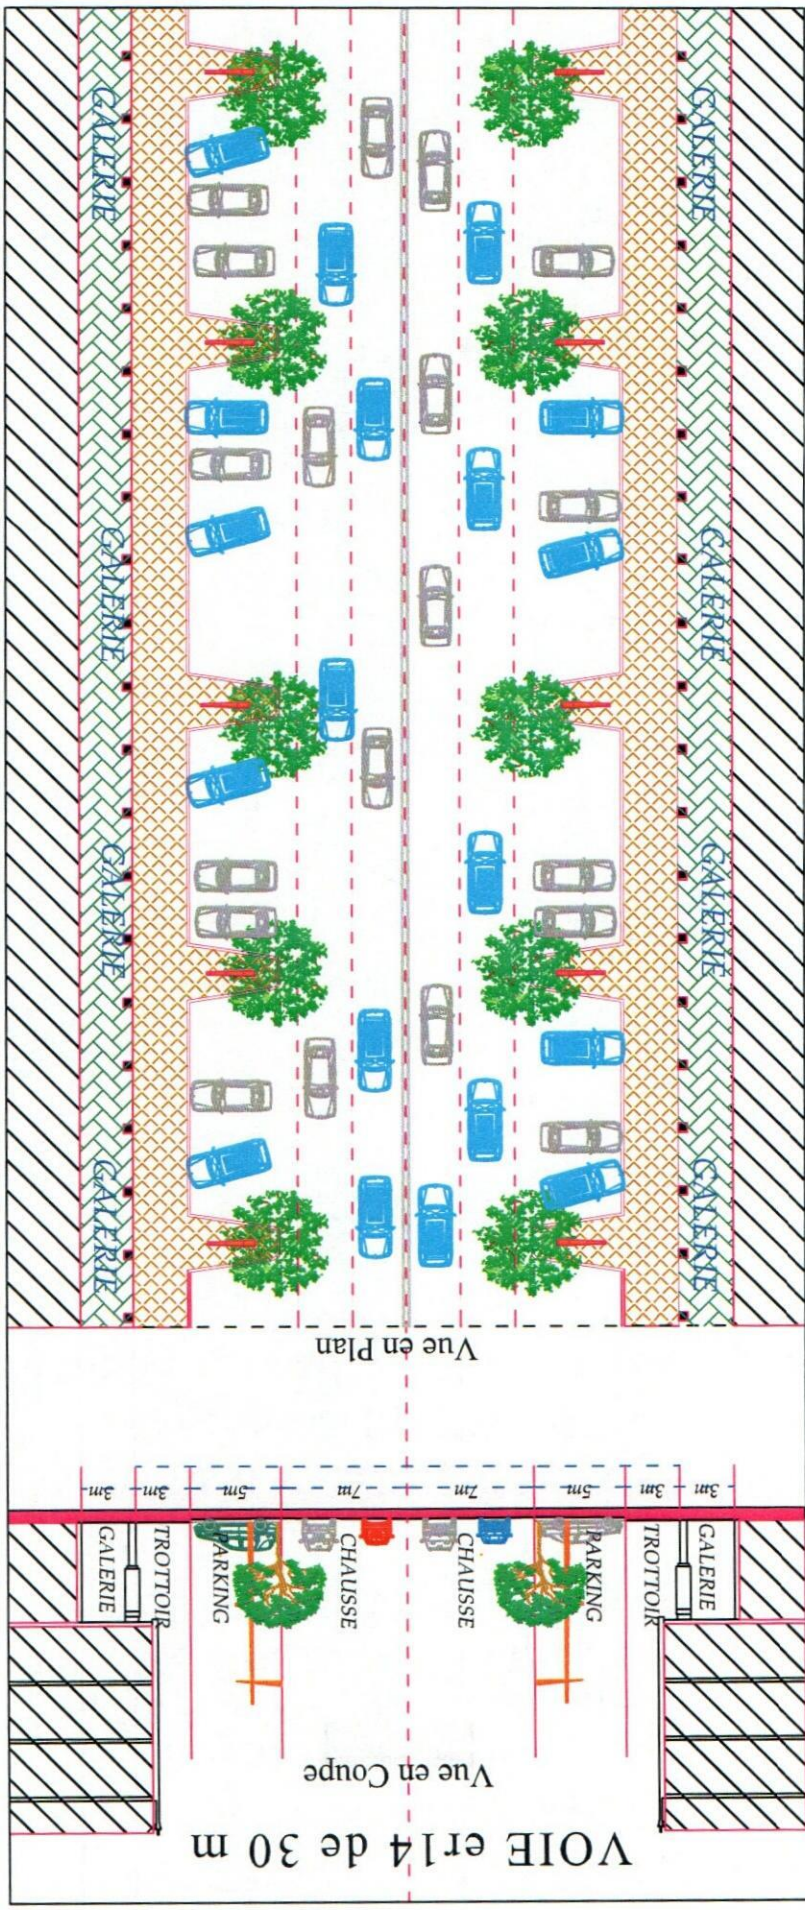 VOIE er14 de 30 m
Vue en Coupe
GALERIE
TROTTOIR
PARKING
CHAUSSE
CHAUSSE
PARKING
TROTTOIR
GALERIE
3m 3m 5m 7m 7m 5m 3m 3m
Vue en Plan
GALERIE
GALERIE
GALERIE
GALERIE
GALERIE
GALERIE
GALERIE
GALERIE